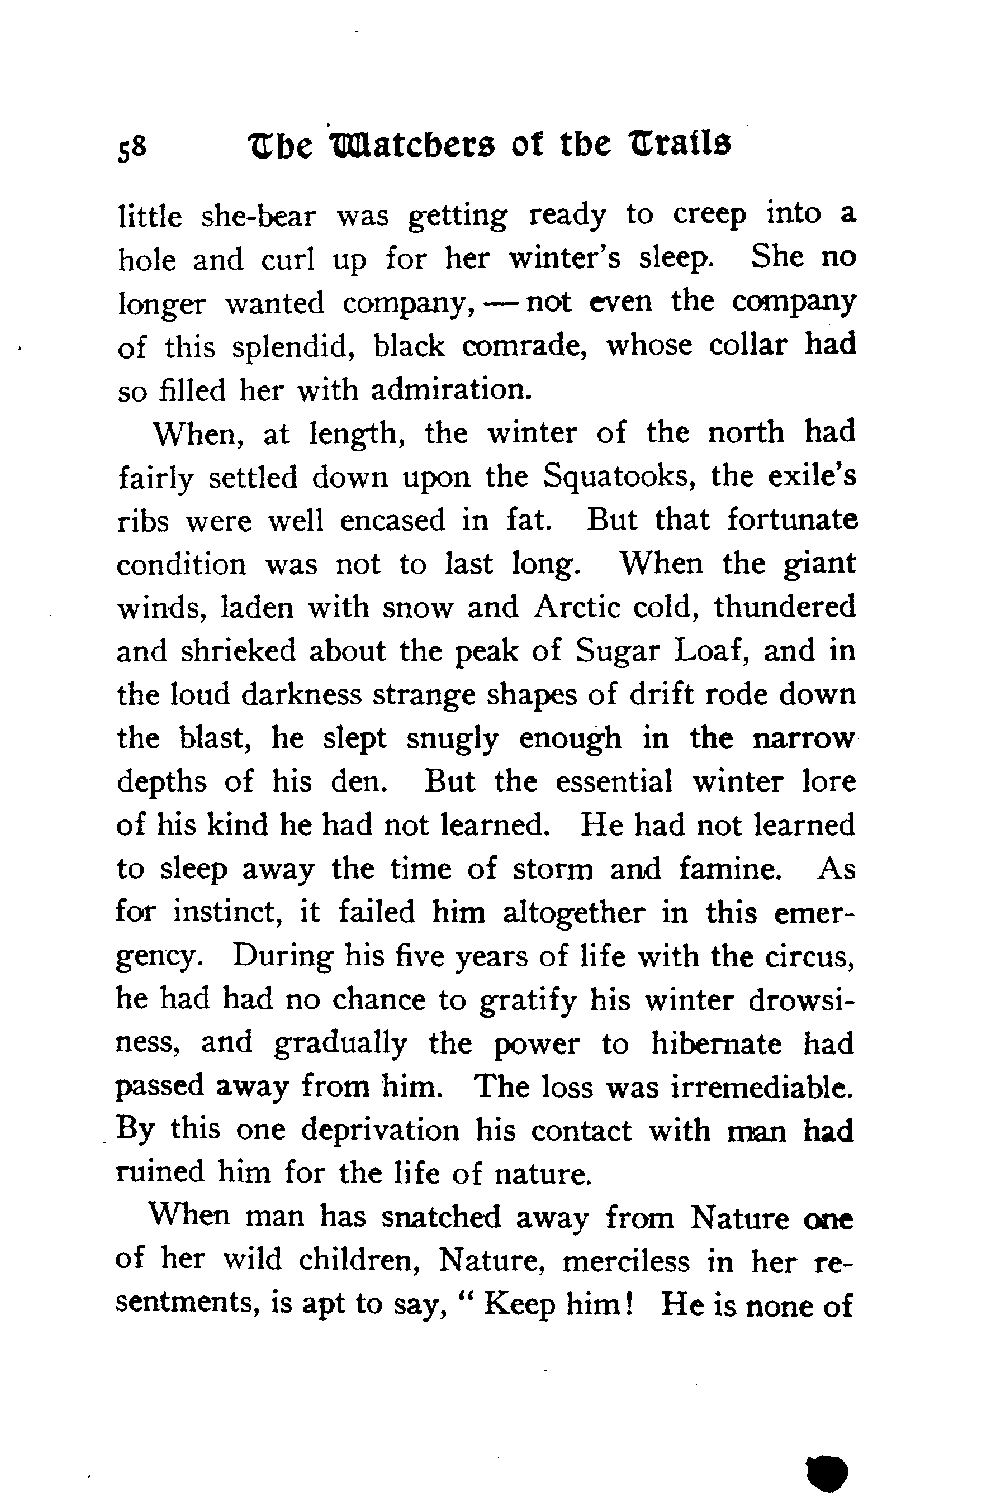 58 The Watchers of the Trails
little she-bear was getting ready to creep into a
hole and curl up for her winter's sleep. She no
longer wanted company, — not even the company
of this splendid, black comrade, whose collar had
so filled her with admiration.
When, at length, the winter of the north had
fairly settled down upon the Squatooks, the exile's
ribs were well encased in fat. But that fortunate
condition was not to last long. When the giant
winds, laden with snow and Arctic cold, thundered
and shrieked about the peak of Sugar Loaf, and in
the loud darkness strange shapes of drift rode down
the blast, he slept snugly enough in the narrow
depths of his den. But the essential winter lore
of his kind he had not learned. He had not learned
to sleep away the time of storm and famine. As
for instinct, it failed him altogether in this emer-
gency. During his five years of life with the circus,
he had had no chance to gratify his winter drowsi-
ness, and gradually the power to hibernate had
passed away from him. The loss was irremediable.
By this one deprivation his contact with man had
ruined him for the life of nature.
When man has snatched away from Nature one
of her wild children, Nature, merciless in her re-
sentments, is apt to say, " Keep him! He is none of